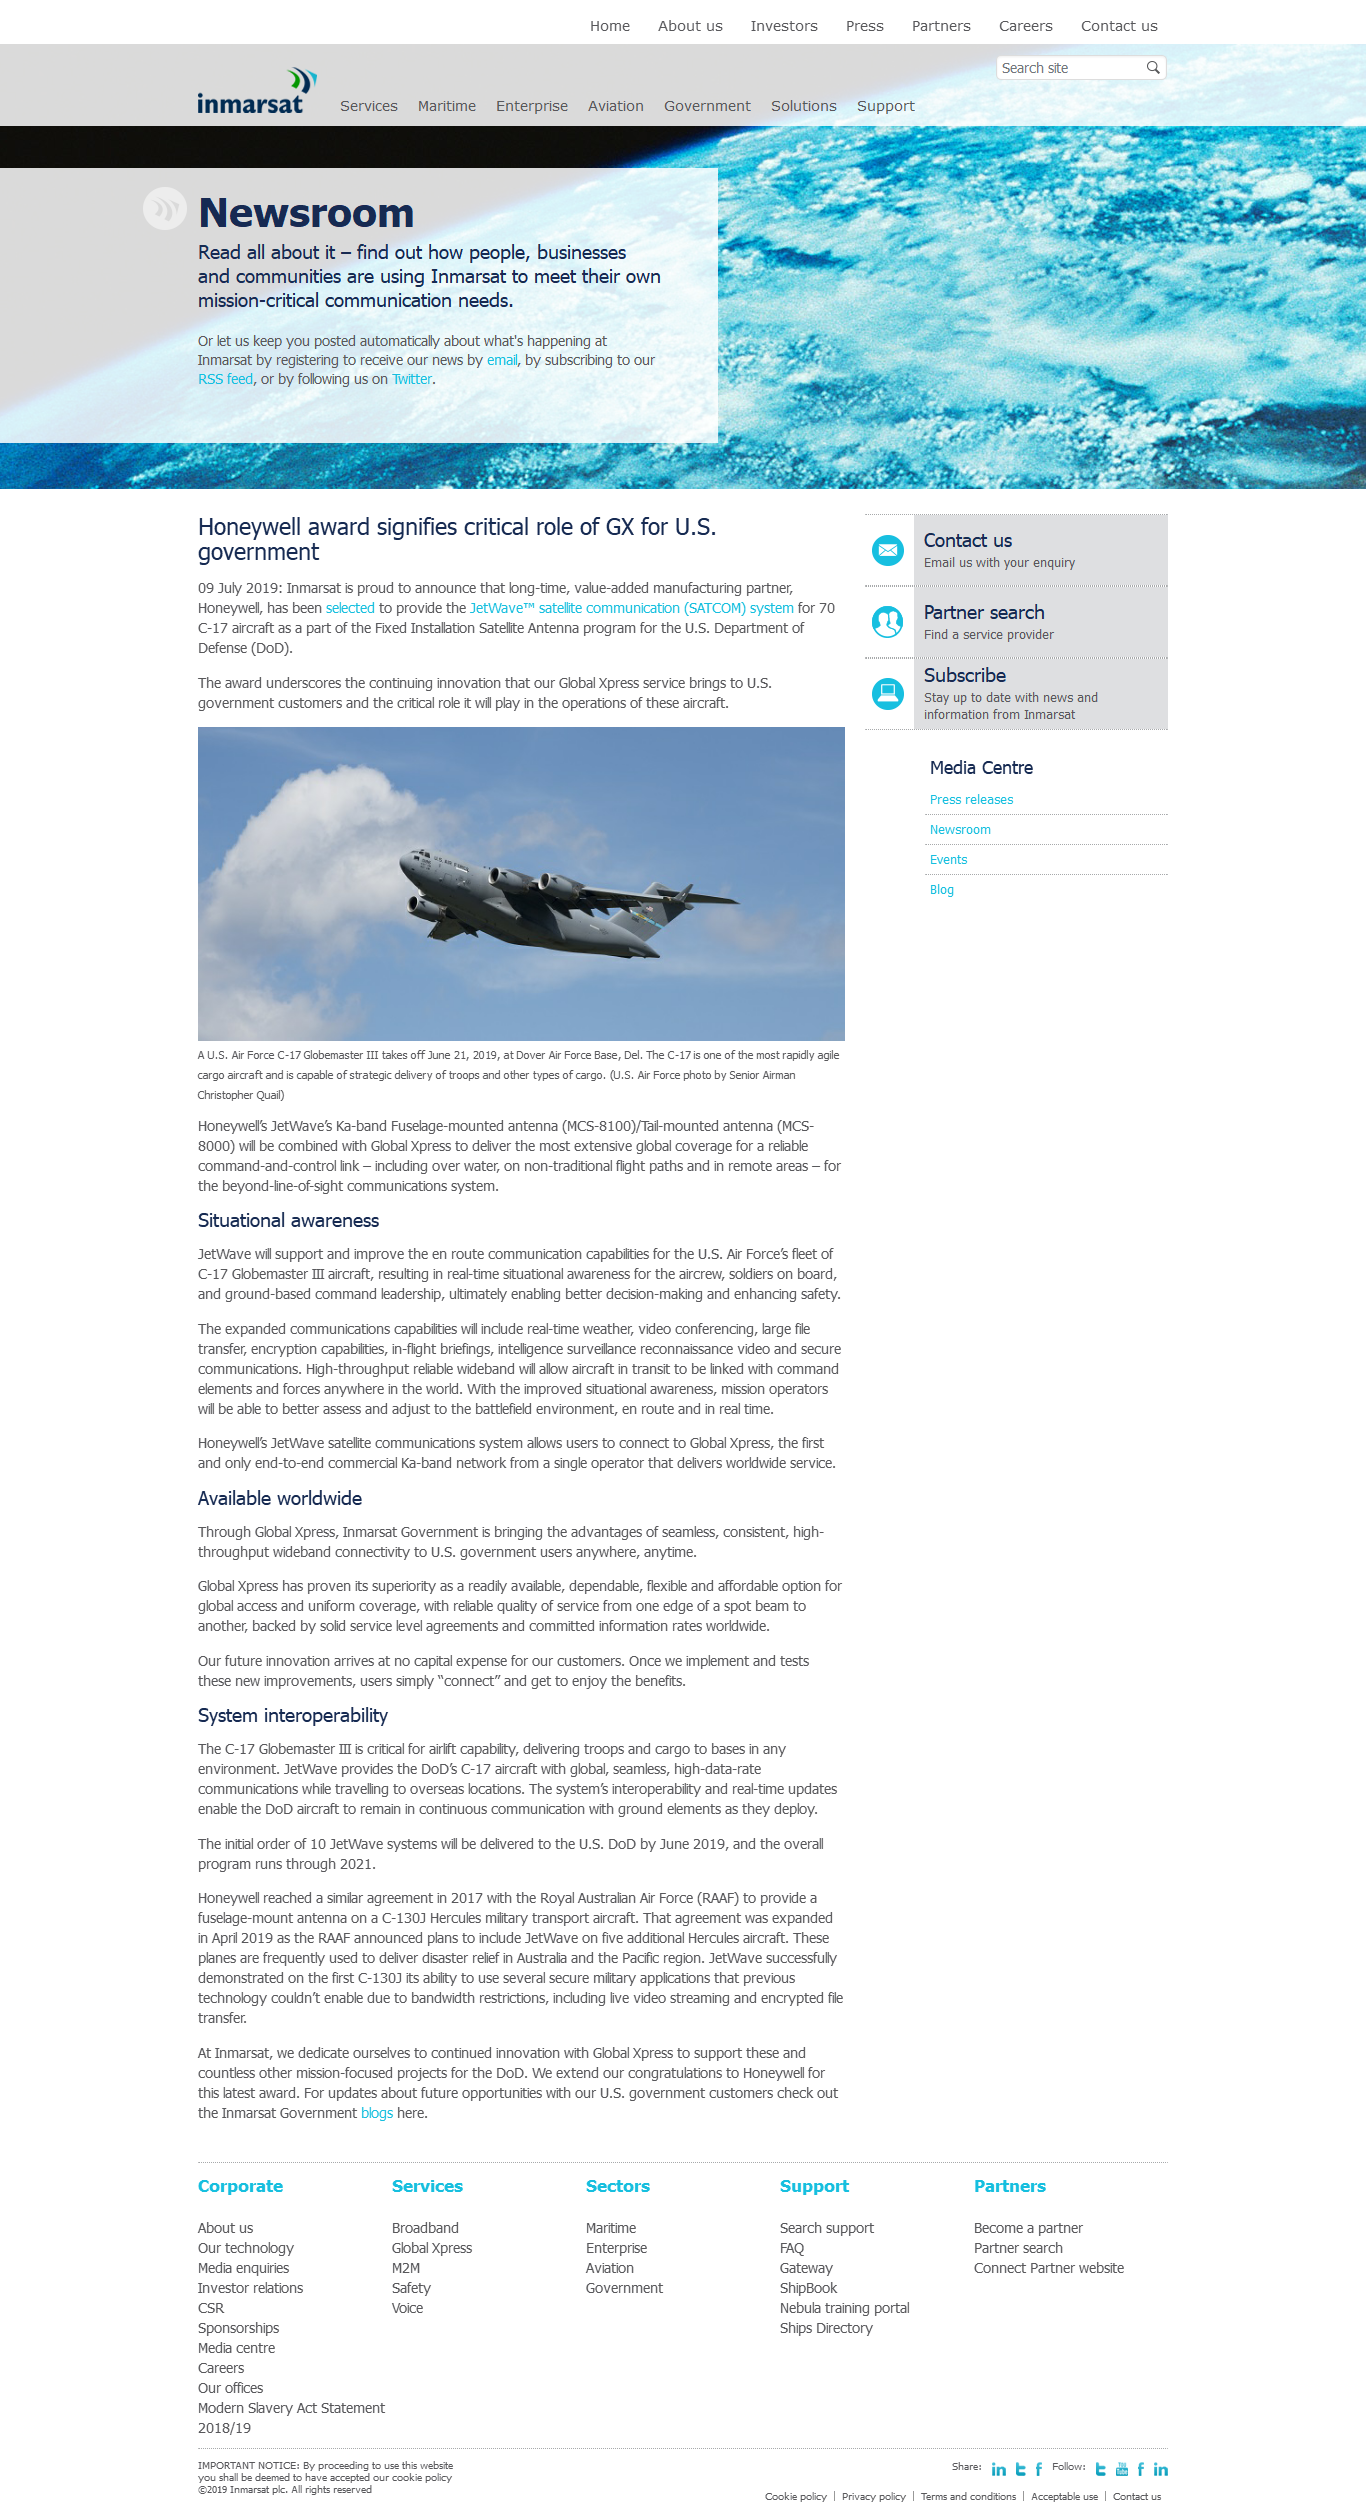 Home About us Investors Press Partners Careers Contact us
Search site
inmarsat
Services Maritime Enterprise Aviation Government Solutions Support
Newsroom
Read all about it – find out how people, businesses
and communities are using Inmarsat to meet their own
mission-critical communication needs.
Or let us keep you posted automatically about what's happening at
Inmarsat by registering to receive our news by email, by subscribing to our
RSS feed, or by following us on Twitter.
Honeywell award signifies critical role of GX for U.S.
government
09 July 2019: Inmarsat is proud to announce that long-time, value-added manufacturing partner,
Honeywell, has been selected to provide the JetWave™ satellite communication (SATCOM) system for 70
C-17 aircraft as a part of the Fixed Installation Satellite Antenna program for the U.S. Department of
Defense (DoD).
The award underscores the continuing innovation that our Global Xpress service brings to U.S.
government customers and the critical role it will play in the operations of these aircraft.
U.S. AIR FORCE
A U.S. Air Force C-17 Globemaster III takes off June 21, 2019, at Dover Air Force Base, Del. The C-17 is one of the most rapidly agile
cargo aircraft and is capable of strategic delivery of troops and other types of cargo. (U.S. Air Force photo by Senior Airman
Christopher Quail)
Honeywell’s JetWave’s Ka-band Fuselage-mounted antenna (MCS-8100)/Tail-mounted antenna (MCS-
8000) will be combined with Global Xpress to deliver the most extensive global coverage for a reliable
command-and-control link – including over water, on non-traditional flight paths and in remote areas – for
the beyond-line-of-sight communications system.
Situational awareness
JetWave will support and improve the en route communication capabilities for the U.S. Air Force’s fleet of
C-17 Globemaster III aircraft, resulting in real-time situational awareness for the aircrew, soldiers on board,
and ground-based command leadership, ultimately enabling better decision-making and enhancing safety.
The expanded communications capabilities will include real-time weather, video conferencing, large file
transfer, encryption capabilities, in-flight briefings, intelligence surveillance reconnaissance video and secure
communications. High-throughput reliable wideband will allow aircraft in transit to be linked with command
elements and forces anywhere in the world. With the improved situational awareness, mission operators
will be able to better assess and adjust to the battlefield environment, en route and in real time.
Honeywell’s JetWave satellite communications system allows users to connect to Global Xpress, the first
and only end-to-end commercial Ka-band network from a single operator that delivers worldwide service.
Available worldwide
Through Global Xpress, Inmarsat Government is bringing the advantages of seamless, consistent, high-
throughput wideband connectivity to U.S. government users anywhere, anytime.
Global Xpress has proven its superiority as a readily available, dependable, flexible and affordable option for
global access and uniform coverage, with reliable quality of service from one edge of a spot beam to
another, backed by solid service level agreements and committed information rates worldwide.
Our future innovation arrives at no capital expense for our customers. Once we implement and tests
these new improvements, users simply “connect” and get to enjoy the benefits.
System interoperability
The C-17 Globemaster III is critical for airlift capability, delivering troops and cargo to bases in any
environment. JetWave provides the DoD’s C-17 aircraft with global, seamless, high-data-rate
communications while travelling to overseas locations. The system’s interoperability and real-time updates
enable the DoD aircraft to remain in continuous communication with ground elements as they deploy.
The initial order of 10 JetWave systems will be delivered to the U.S. DoD by June 2019, and the overall
program runs through 2021.
Honeywell reached a similar agreement in 2017 with the Royal Australian Air Force (RAAF) to provide a
fuselage-mount antenna on a C-130J Hercules military transport aircraft. That agreement was expanded
in April 2019 as the RAAF announced plans to include JetWave on five additional Hercules aircraft. These
planes are frequently used to deliver disaster relief in Australia and the Pacific region. JetWave successfully
demonstrated on the first C-130J its ability to use several secure military applications that previous
technology couldn’t enable due to bandwidth restrictions, including live video streaming and encrypted file
transfer.
At Inmarsat, we dedicate ourselves to continued innovation with Global Xpress to support these and
countless other mission-focused projects for the DoD. We extend our congratulations to Honeywell for
this latest award. For updates about future opportunities with our U.S. government customers check out
the Inmarsat Government blogs here.
Contact us
Email us with your enquiry
Partner search
Find a service provider
Subscribe
Stay up to date with news and
information from Inmarsat
Media Centre
Press releases
Newsroom
Events
Blog
Corporate
About us
Our technology
Media enquiries
Investor relations
CSR
Sponsorships
Media centre
Careers
Our offices
Modern Slavery Act Statement
2018/19
Services
Broadband
Global Xpress
M2M
Safety
Voice
Sectors
Maritime
Enterprise
Aviation
Government
Support
Search support
FAQ
Gateway
ShipBook
Nebula training portal
Ships Directory
Partners
Become a partner
Partner search
Connect Partner website
IMPORTANT NOTICE: By proceeding to use this website
you shall be deemed to have accepted our cookie policy
©2019 Inmarsat plc. All rights reserved
Share: Follow:
Cookie policy | Privacy policy | Terms and conditions | Acceptable use | Contact us